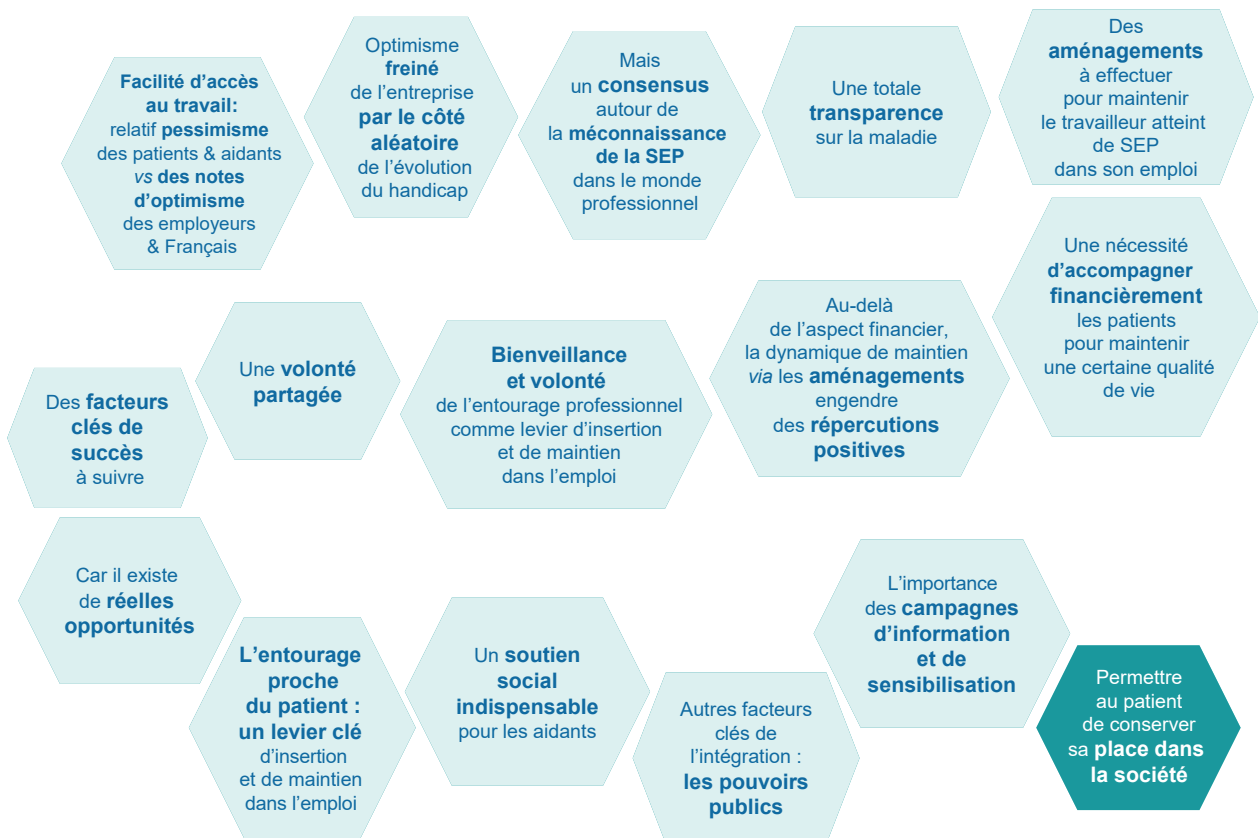 Facilité d’accès
au travail:
relatif pessimisme
des patients & aidants
vs des notes
d’optimisme
des employeurs
& Français
Optimisme
freiné
de l’entreprise
par le côté
aléatoire
de l’évolution
du handicap
Mais
un consensus
autour de
la méconnaissance
de la SEP
dans le monde
professionnel
Une totale
transparence
sur la maladie
Des
aménagements
à effectuer
pour maintenir
le travailleur atteint
de SEP
dans son emploi
Une nécessité
d’accompagner
financièrement
les patients
pour maintenir
une certaine qualité
de vie
Au-delà
de l’aspect financier,
la dynamique de maintien
via les aménagements
engendre
des répercutions
positives
Bienveillance
et volonté
de l’entourage professionnel
comme levier d’insertion
et de maintien
dans l’emploi
Une volonté
partagée
Des facteurs
clés de
succès
à suivre
Car il existe
de réelles
opportunités
L’entourage
proche
du patient :
un levier clé
d’insertion
et de maintien
dans l’emploi
Un soutien
social
indispensable
pour les aidants
Autres facteurs
clés de
l’intégration :
les pouvoirs
publics
L’importance
des campagnes
d’information
et de
sensibilisation
Permettre
au patient
de conserver
sa place dans
la société